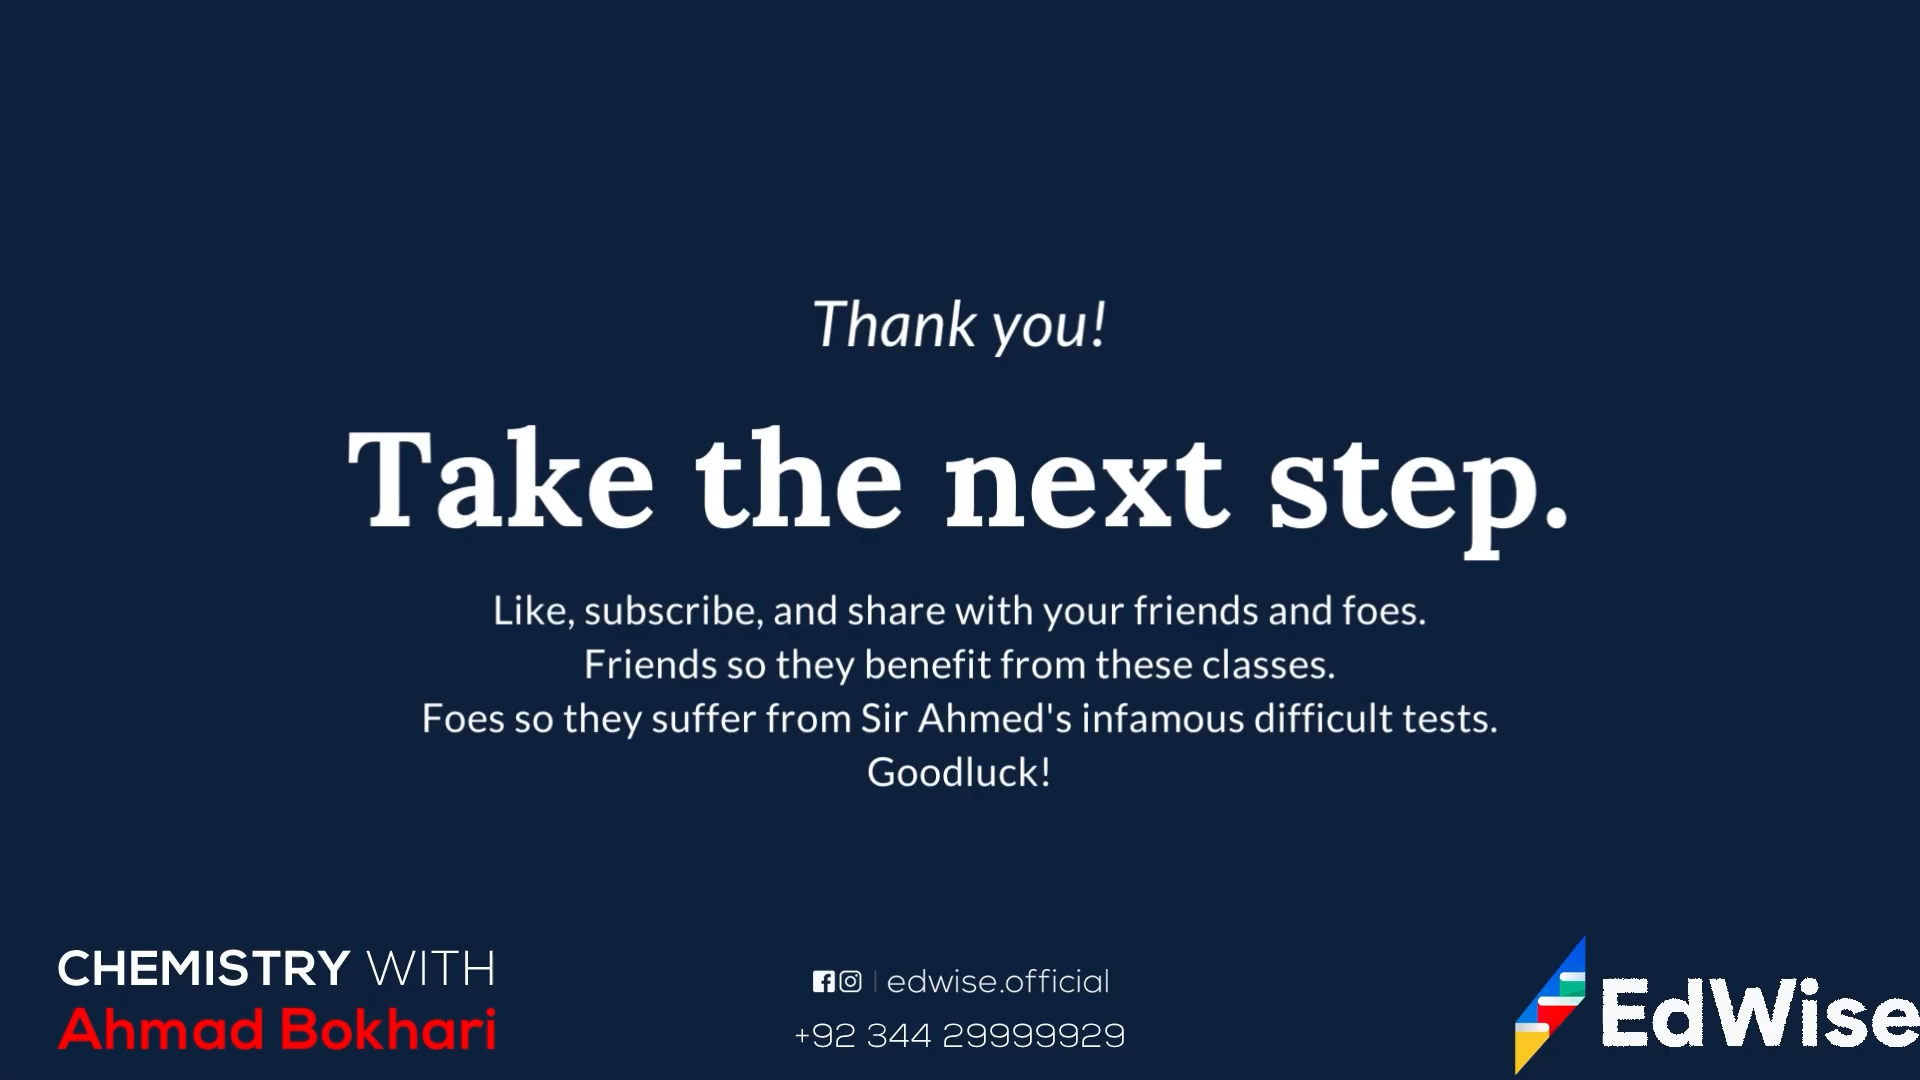 Thank you!
Take the next step.
Like, subscribe, and share with your friends and foes.
Friends so they benefit from these classes.
Foes so they suffer from Sir Ahmed's infamous difficult tests.
Goodluck!
CHEMISTRY WITH
Ahmad Bokhari
| edwise.official
+92 344 29999929
EdWise